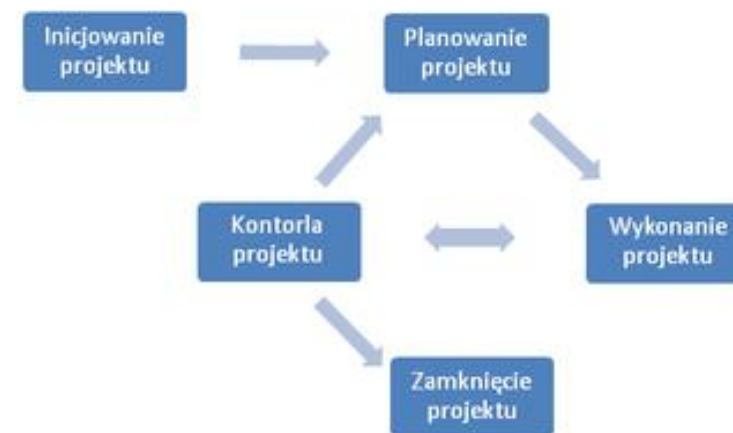 Inicjowanie
projektu
Planowanie
projektu
Kontorla
projektu
Wykonanie
projektu
Zamknięcie
projektu